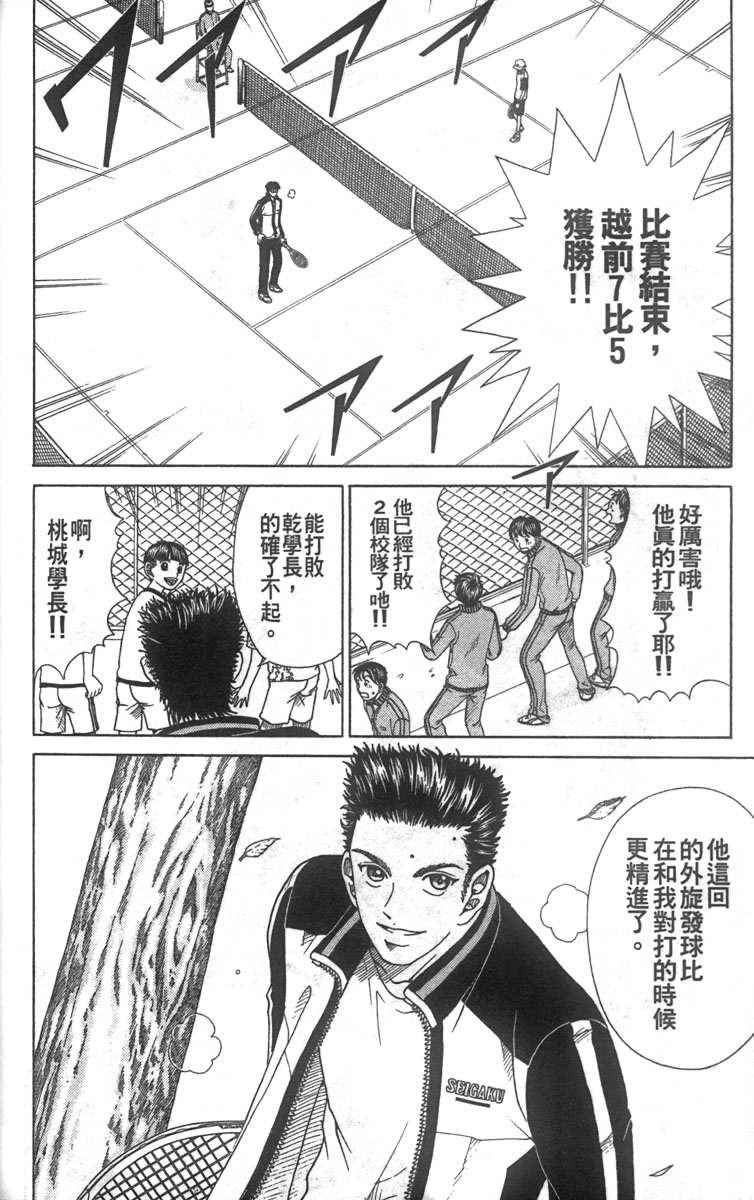 比賽結束，
越前7比5
獲勝!!
好厲害哦！
他真的打贏了耶!!
他已經打敗
2個校隊了吔!!
能打敗
乾學長，
的確了不起。
啊，
桃城學長!!
他這回
的外旋發球比
在和我對打的時候
更精進了。
SEIGAKU